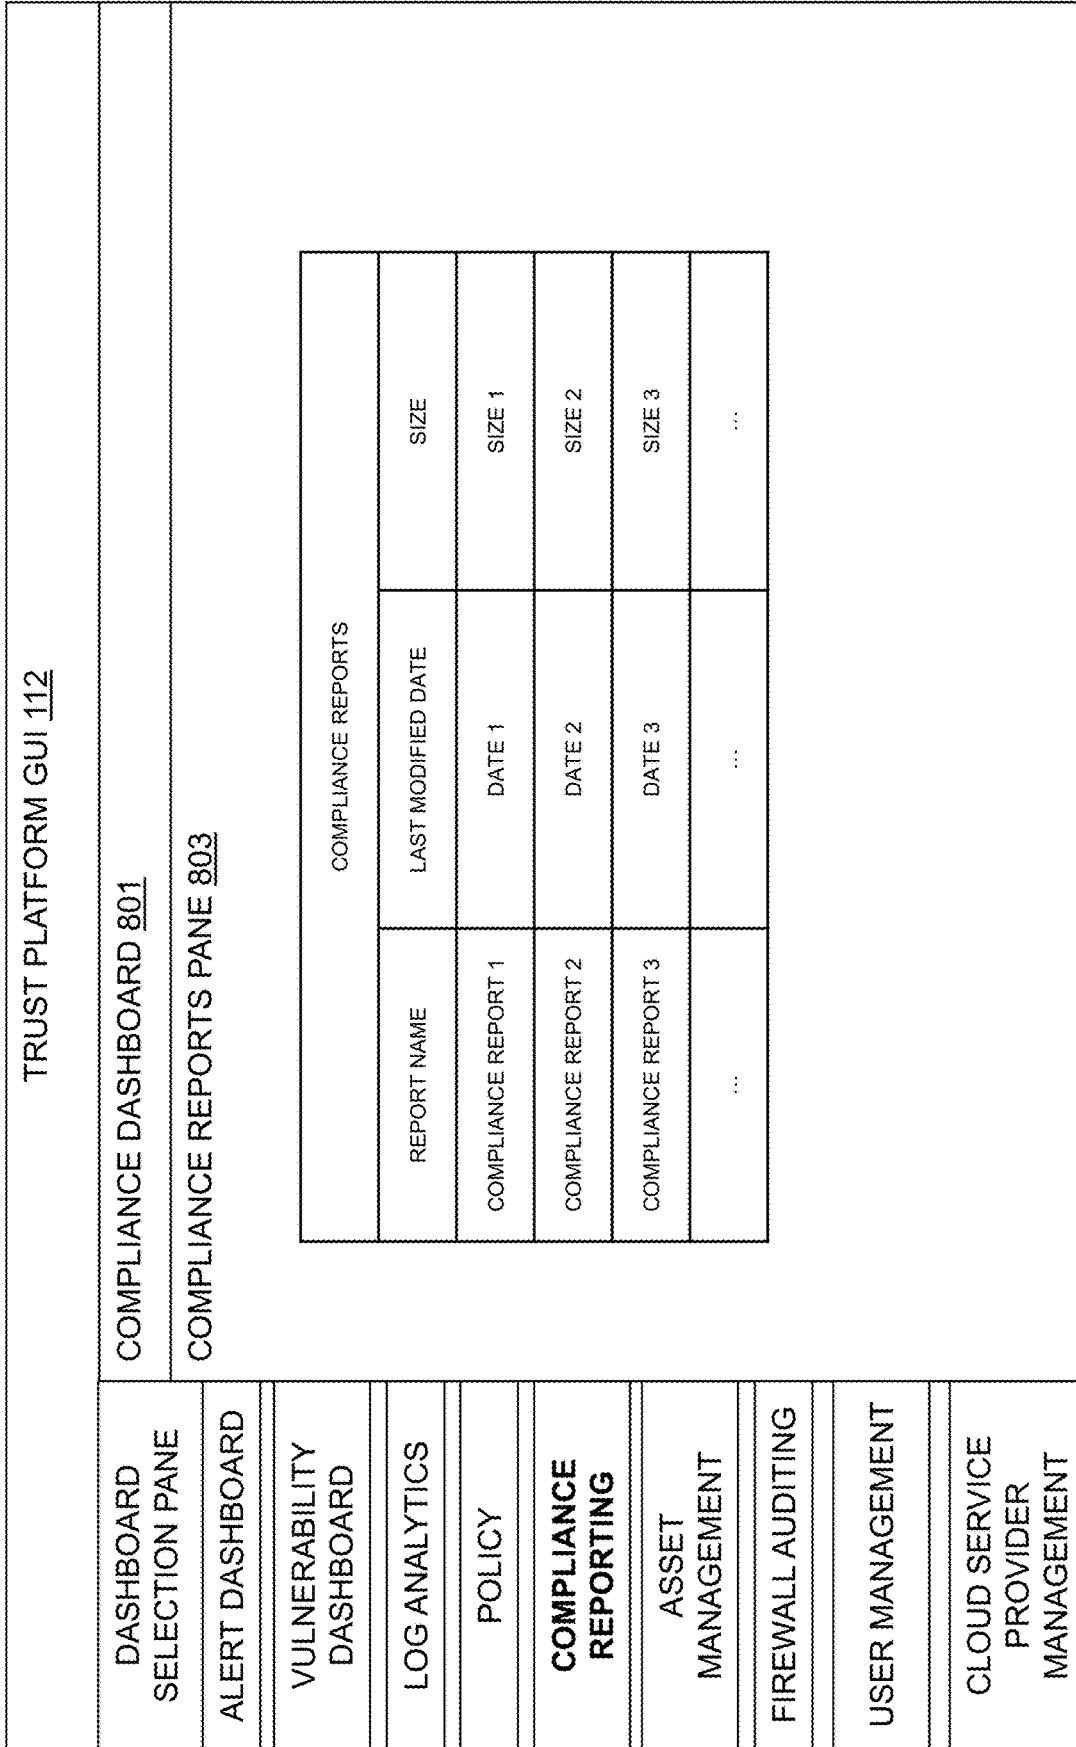 TRUST PLATFORM GUI 112
DASHBOARD
SELECTION PANE
ALERT DASHBOARD
VULNERABILITY
DASHBOARD
LOG ANALYTICS
POLICY
COMPLIANCE
REPORTING
ASSET
MANAGEMENT
FIREWALL AUDITING
USER MANAGEMENT
CLOUD SERVICE
PROVIDER
MANAGEMENT
COMPLIANCE DASHBOARD 801
COMPLIANCE REPORTS PANE 803
COMPLIANCE REPORTS
REPORT NAME LAST MODIFIED DATE SIZE
COMPLIANCE REPORT 1 DATE 1 SIZE 1
COMPLIANCE REPORT 2 DATE 2 SIZE 2
COMPLIANCE REPORT 3 DATE 3 SIZE 3
... ... ...